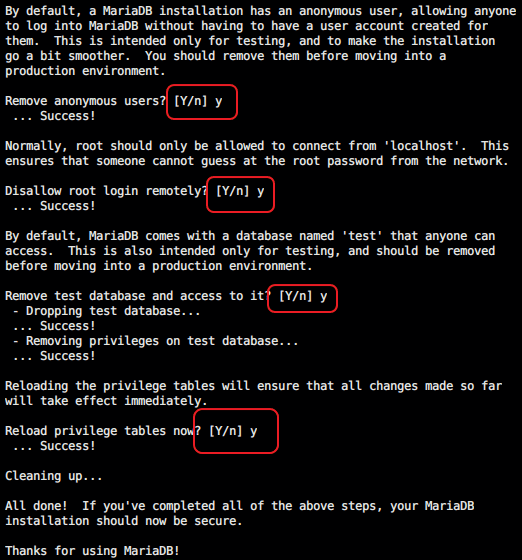 By default, a MariaDB installation has an anonymous user, allowing anyone
to log into MariaDB without having to have a user account created for
them.  This is intended only for testing, and to make the installation
go a bit smoother.  You should remove them before moving into a
production environment.
Remove anonymous users? [Y/n] y
 ... Success!
Normally, root should only be allowed to connect from 'localhost'.  This
ensures that someone cannot guess at the root password from the network.
Disallow root login remotely? [Y/n] y
 ... Success!
By default, MariaDB comes with a database named 'test' that anyone can
access.  This is also intended only for testing, and should be removed
before moving into a production environment.
Remove test database and access to it? [Y/n] y
 - Dropping test database...
 ... Success!
 - Removing privileges on test database...
 ... Success!
Reloading the privilege tables will ensure that all changes made so far
will take effect immediately.
Reload privilege tables now? [Y/n] y
 ... Success!
Cleaning up...
All done!  If you've completed all of the above steps, your MariaDB
installation should now be secure.
Thanks for using MariaDB!